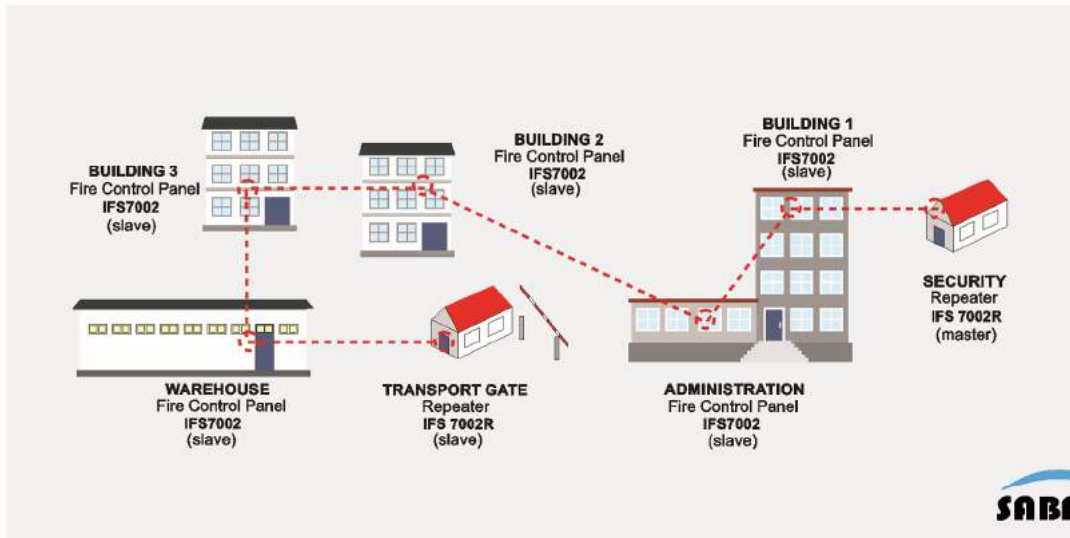 BUILDING 3
Fire Control Panel
IFS7002
(slave)
BUILDING 2
Fire Control Panel
IFS7002
(slave)
BUILDING 1
Fire Control Panel
IFS7002
(slave)
SECURITY
Repeater
IFS 7002R
(master)
WAREHOUSE
Fire Control Panel
IFS7002
(slave)
TRANSPORT GATE
Repeater
IFS 7002R
(slave)
ADMINISTRATION
Fire Control Panel
IFS7002
(slave)